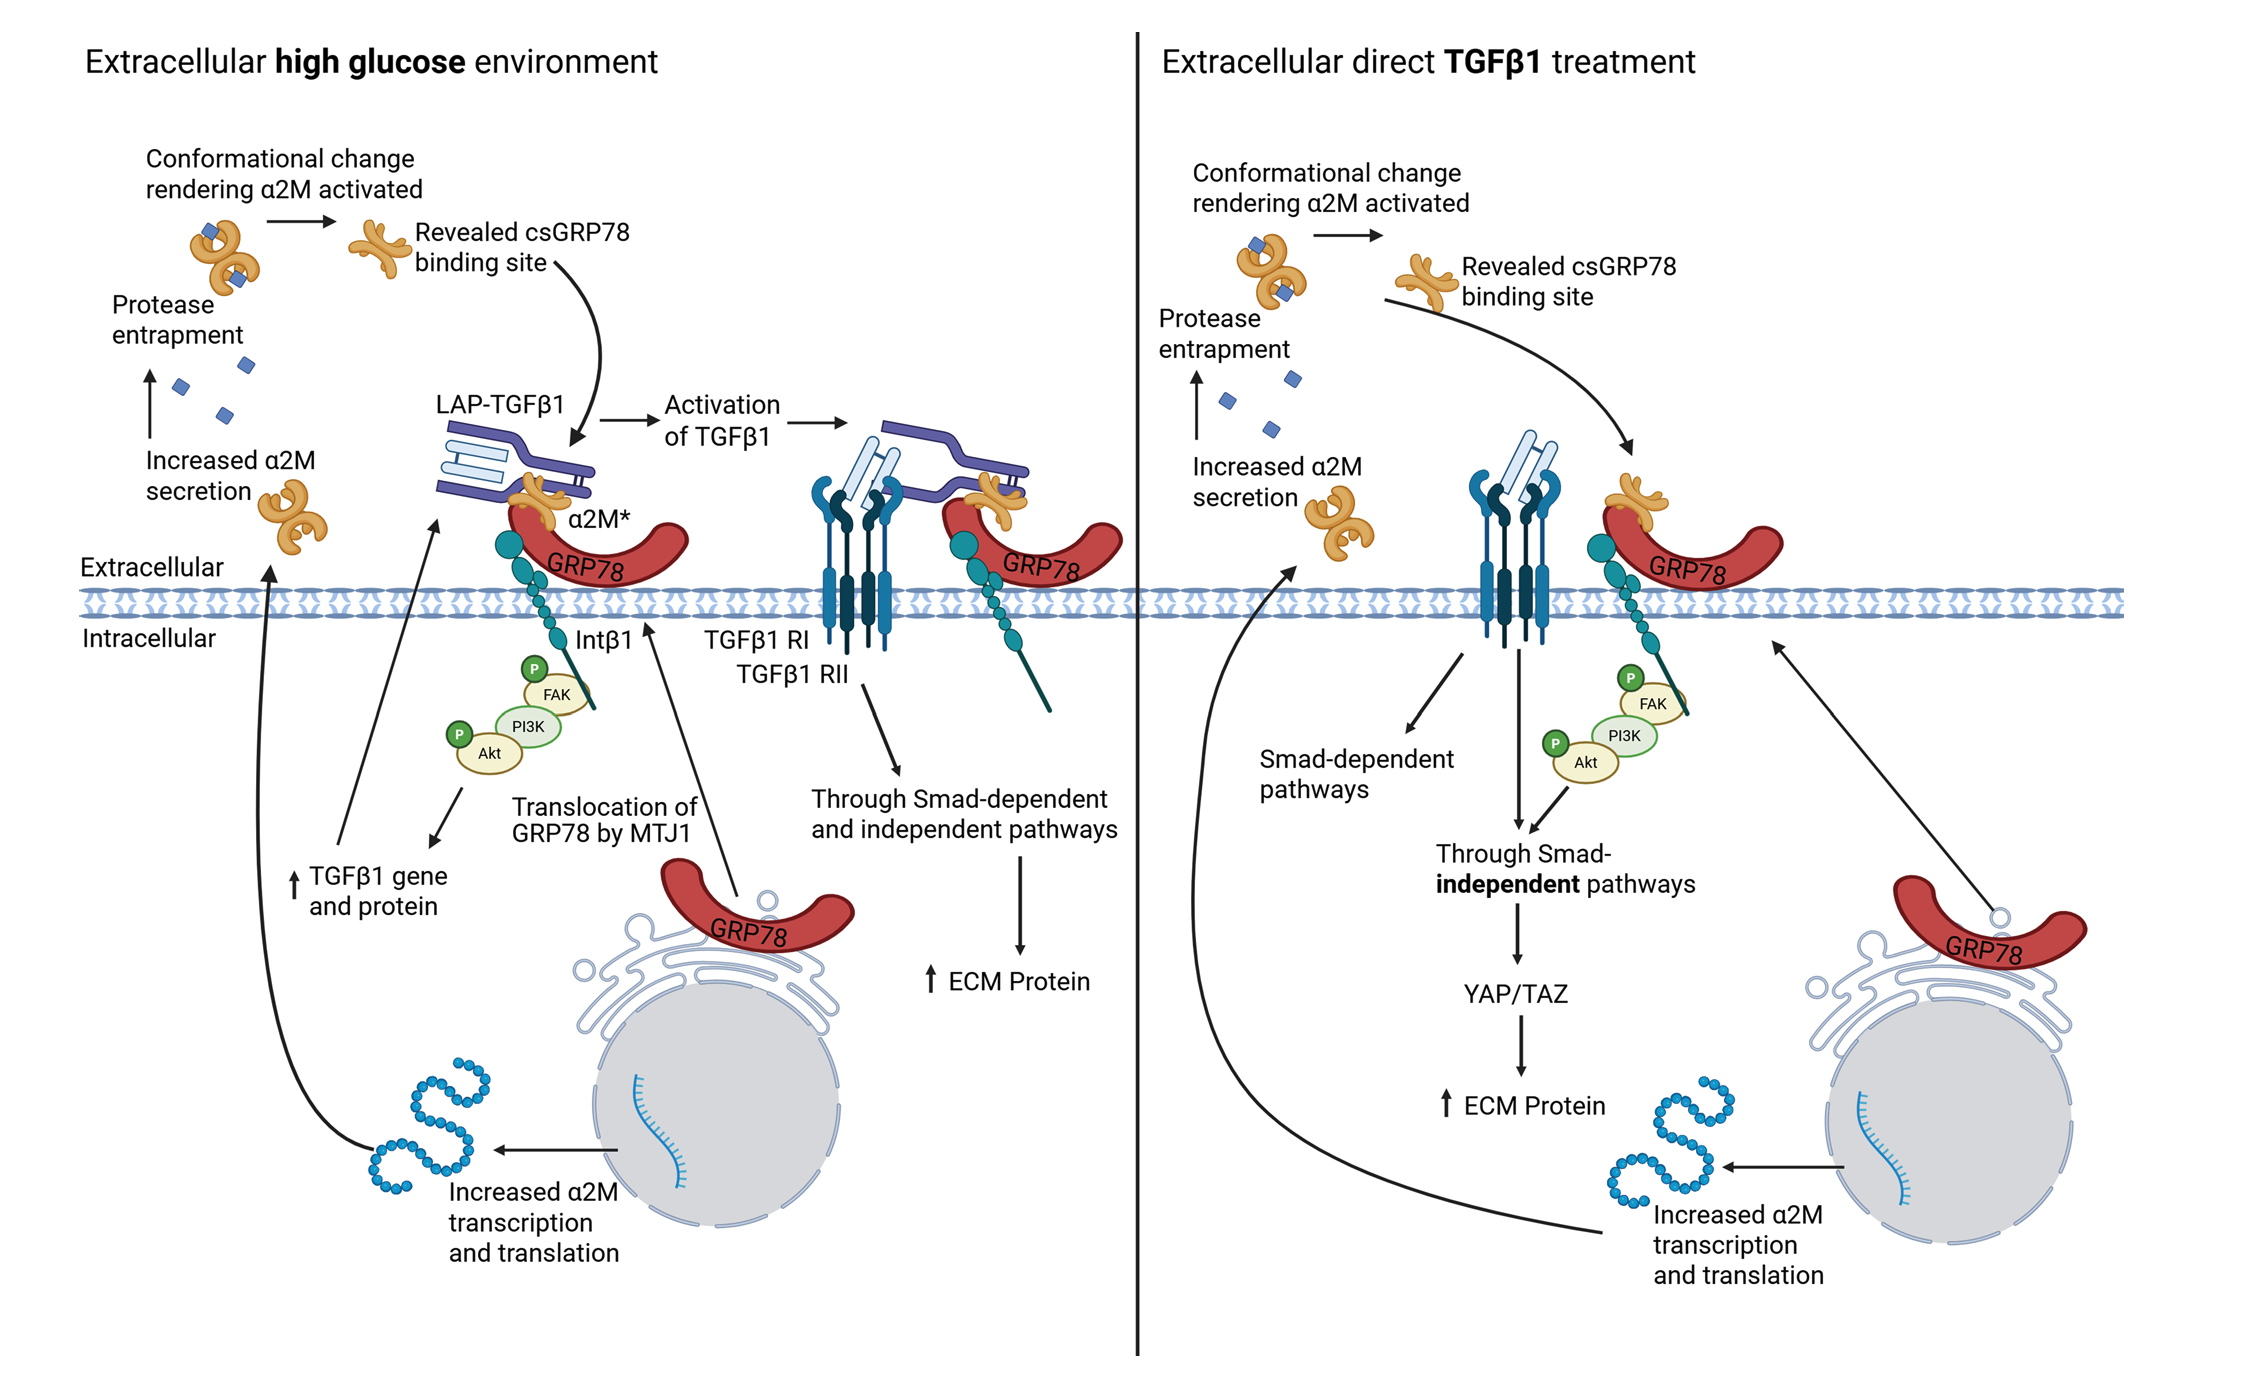 Extracellular high glucose environment
Conformational change
rendering α2M activated
Revealed csGRP78
binding site
Protease
entrapment
Increased α2M
secretion
LAP-TGFβ1
Activation
of TGFβ1
α2M*
GRP78
GRP78
Extracellular
Intracellular
Intβ1
TGFβ1 RI
TGFβ1 RII
P
FAK
PI3K
P
Akt
Translocation of
GRP78 by MTJ1
Through Smad-dependent
and independent pathways
TGFβ1 gene
and protein
GRP78
ECM Protein
Increased α2M
transcription
and translation
Extracellular direct TGFβ1 treatment
Conformational change
rendering α2M activated
Revealed csGRP78
binding site
Protease
entrapment
Increased α2M
secretion
GRP78
P
FAK
PI3K
P
Akt
Smad-dependent
pathways
Through Smad-
independent pathways
GRP78
YAP/TAZ
ECM Protein
Increased α2M
transcription
and translation